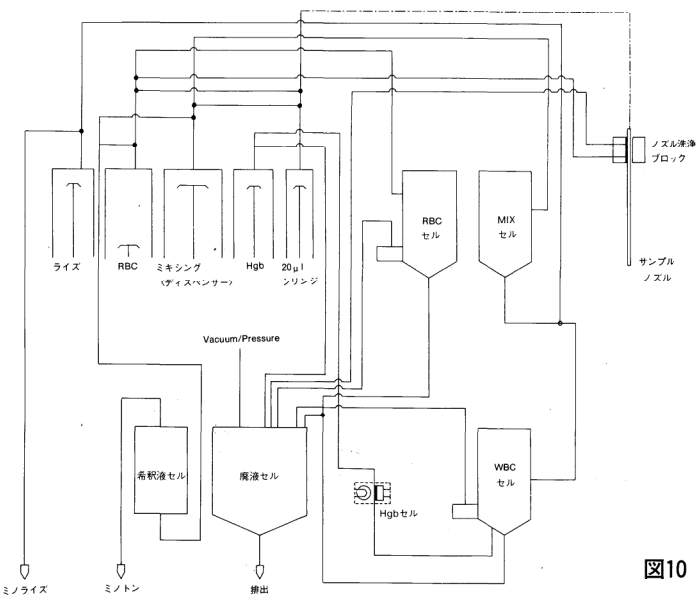 ノズル洗浄
ブロック
RBC
セル
MIX
セル
サンプル
ノズル
ライズ
RBC
ミキシング
(ディスペンサー)
Hgb
20μl
シリンジ
Vacuum/Pressure
希釈液セル
廃液セル
WBC
セル
Hgbセル
ミノライズ
ミノトン
排出
図10